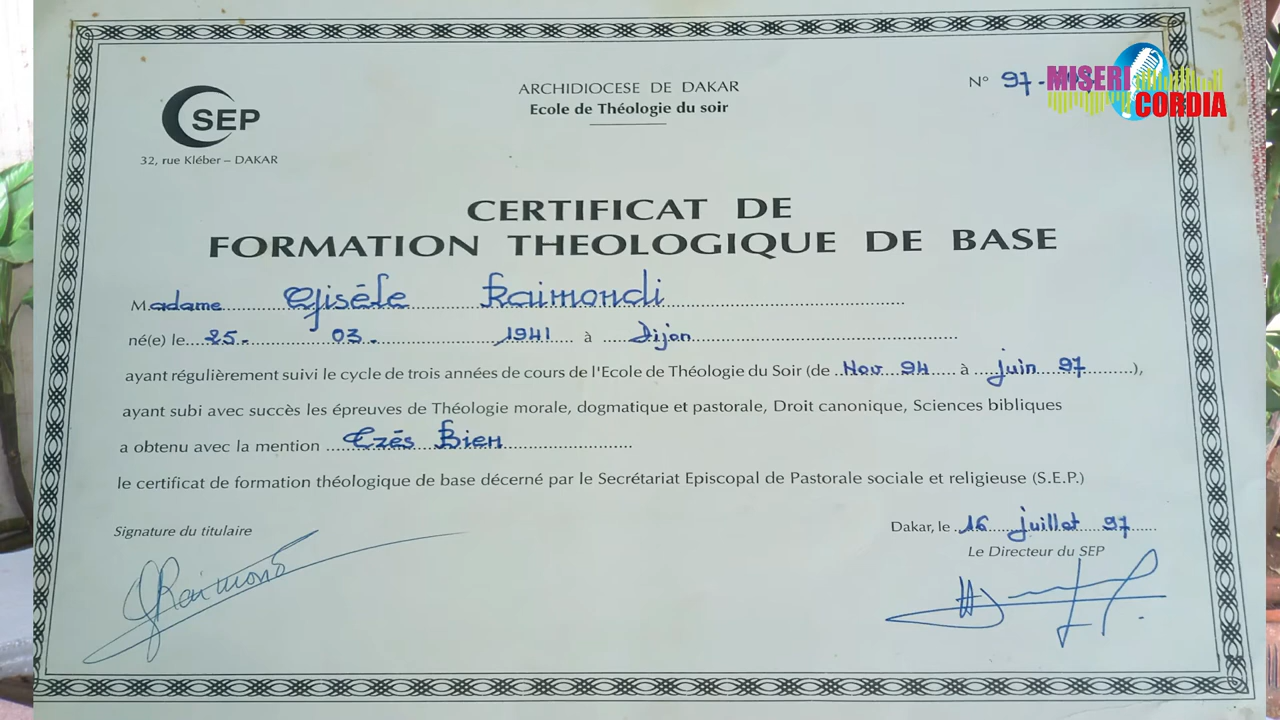 ARCHIDIOCESE DE DAKAR
Ecole de Théologie du soir
N° 97-
MISERICORDIA
SEP
32, rue Kléber – DAKAR
CERTIFICAT DE
FORMATION THEOLOGIQUE DE BASE
Madame Gisèle Raimondi
né(e) le 25. 03. 1941 à Dijon
ayant régulièrement suivi le cycle de trois années de cours de l'Ecole de Théologie du Soir (de Nov 94 à juin 97),
ayant subi avec succès les épreuves de Théologie morale, dogmatique et pastorale, Droit canonique, Sciences bibliques
a obtenu avec la mention Très Bien
le certificat de formation théologique de base décerné par le Secrétariat Episcopal de Pastorale sociale et religieuse (S.E.P.)
Signature du titulaire
Dakar, le 16 juillet 97
Le Directeur du SEP